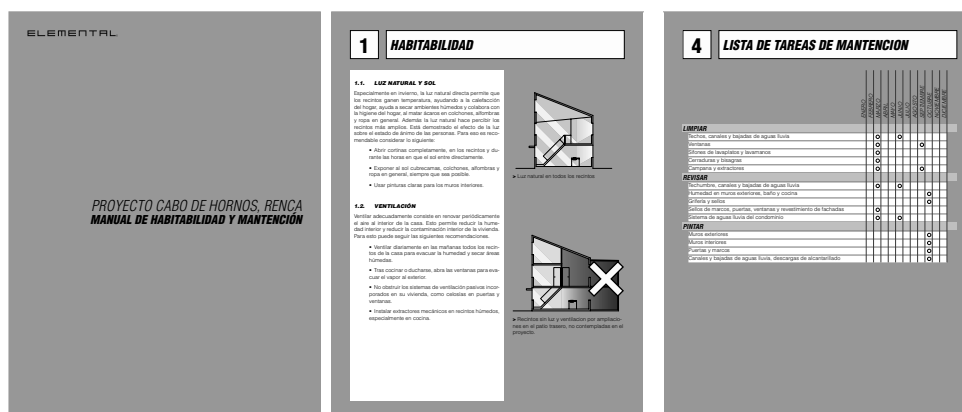 ELEMENTAL
PROYECTO CABO DE HORNOS, RENCA
MANUAL DE HABITABILIDAD Y MANTENCIÓN
1
HABITABILIDAD
1.1. LUZ NATURAL Y SOL
Especialmente en invierno, la luz natural directa permite que
los recintos ganen temperatura, ayudando a la calefacción
del hogar, ayuda a secar ambientes húmedos y colabora con
la higiene del hogar, al matar ácaros en colchones, alfombras
y ropa en general. Además la luz natural hace percibir los
recintos más amplios. Está demostrado el efecto de la luz
sobre el estado de ánimo de las personas. Para eso es reco-
mendable considerar lo siguiente:
• Abrir cortinas completamente, en los recintos y du-
rante las horas en que el sol entre directamente.
• Exponer al sol cubrecamas, colchones, alfombras y
ropa en general, siempre que sea posible.
• Usar pinturas claras para los muros interiores.
1.2. VENTILACIÓN
Ventilar adecuadamente consiste en renovar periódicamente
el aire al interior de la casa. Esto permite reducir la hume-
dad interior y reducir la contaminación interior de la vivienda.
Para esto puede seguir las siguientes recomendaciones.
• Ventilar diariamente en las mañanas todos los recin-
tos de la casa para evacuar la humedad y secar áreas
húmedas.
• Tras cocinar o ducharse, abra las ventanas para eva-
cuar el vapor al exterior.
• No obstruir los sistemas de ventilación pasivos incor-
porados en su vivienda, como celosías en puertas y
ventanas.
• Instalar extractores mecánicos en recintos húmedos,
especialmente en cocina.
➤ Luz natural en todos los recintos
➤ Recintos sin luz y ventilacion por ampliacio-
nes en el patio trasero, no contempladas en el
proyecto.
4
LISTA DE TAREAS DE MANTENCION
ENERO
FEBRERO
MARZO
ABRIL
MAYO
JUNIO
JULIO
AGOSTO
SEPTIEMBRE
OCTUBRE
NOVIEMBRE
DICIEMBRE
LIMPIAR
Techos, canales y bajadas de aguas lluvia
Ventanas
Sifones de lavaplatos y lavamanos
Cerraduras y bisagras
Campana y extractores
REVISAR
Techumbre, canales y bajadas de aguas lluvia
Humedad en muros exteriores, baño y cocina
Grifería y sellos
Sellos de marcos, puertas, ventanas y revestimiento de fachadas
Sistema de aguas lluvia del condominio
PINTAR
Muros exteriores
Muros interiores
Puertas y marcos
Canales y bajadas de aguas lluvia, descargas de alcantarillado